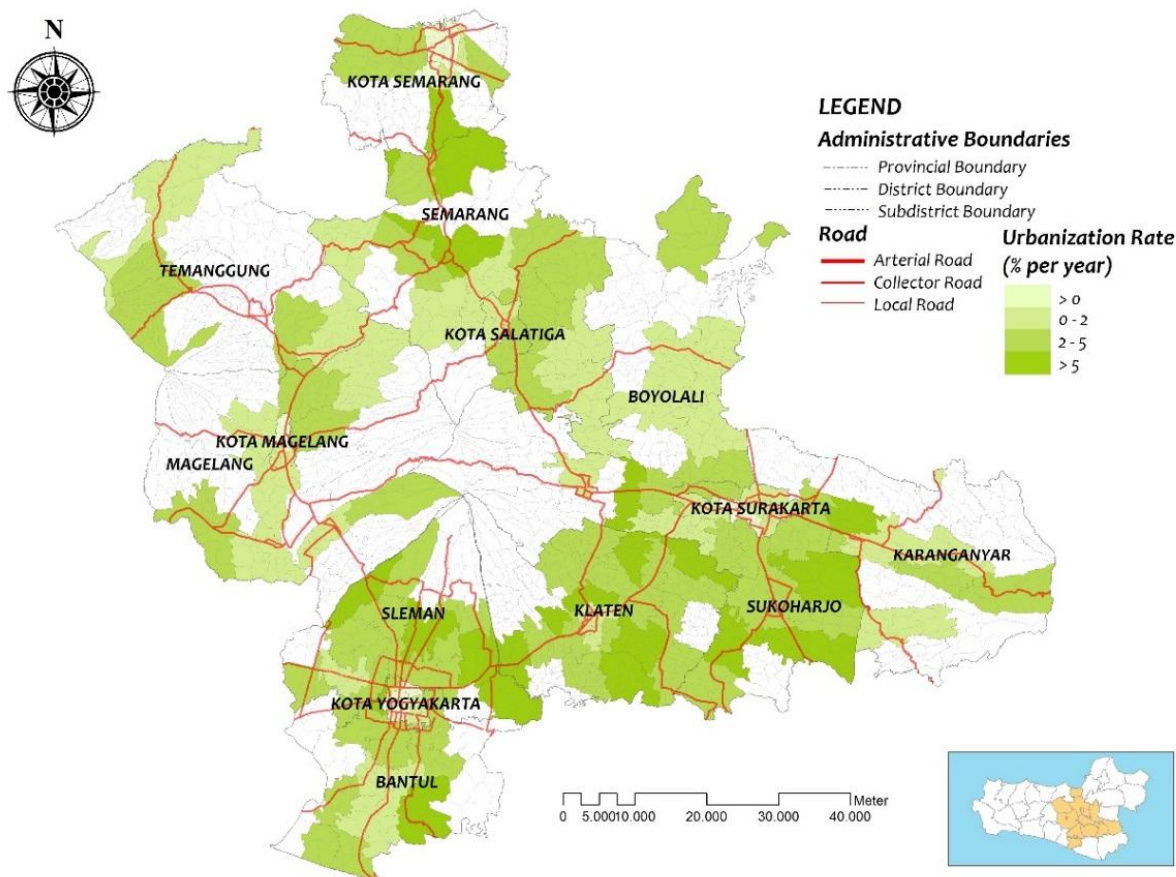 N
KOTA SEMARANG
SEMARANG
TEMANGGUNG
KOTA SALATIGA
BOYOLALI
KOTA MAGELANG
MAGELANG
KOTA SURAKARTA
KARANGANYAR
SLEMAN
KLATEN
SUKOHARJO
KOTA YOGYAKARTA
BANTUL
LEGEND
Administrative Boundaries
Provincial Boundary
District Boundary
Subdistrict Boundary
Road
Arterial Road
Collector Road
Local Road
Urbanization Rate
(% per year)
> 0
0 - 2
2 - 5
> 5
Meter
0 5.00010.000 20.000 30.000 40.000